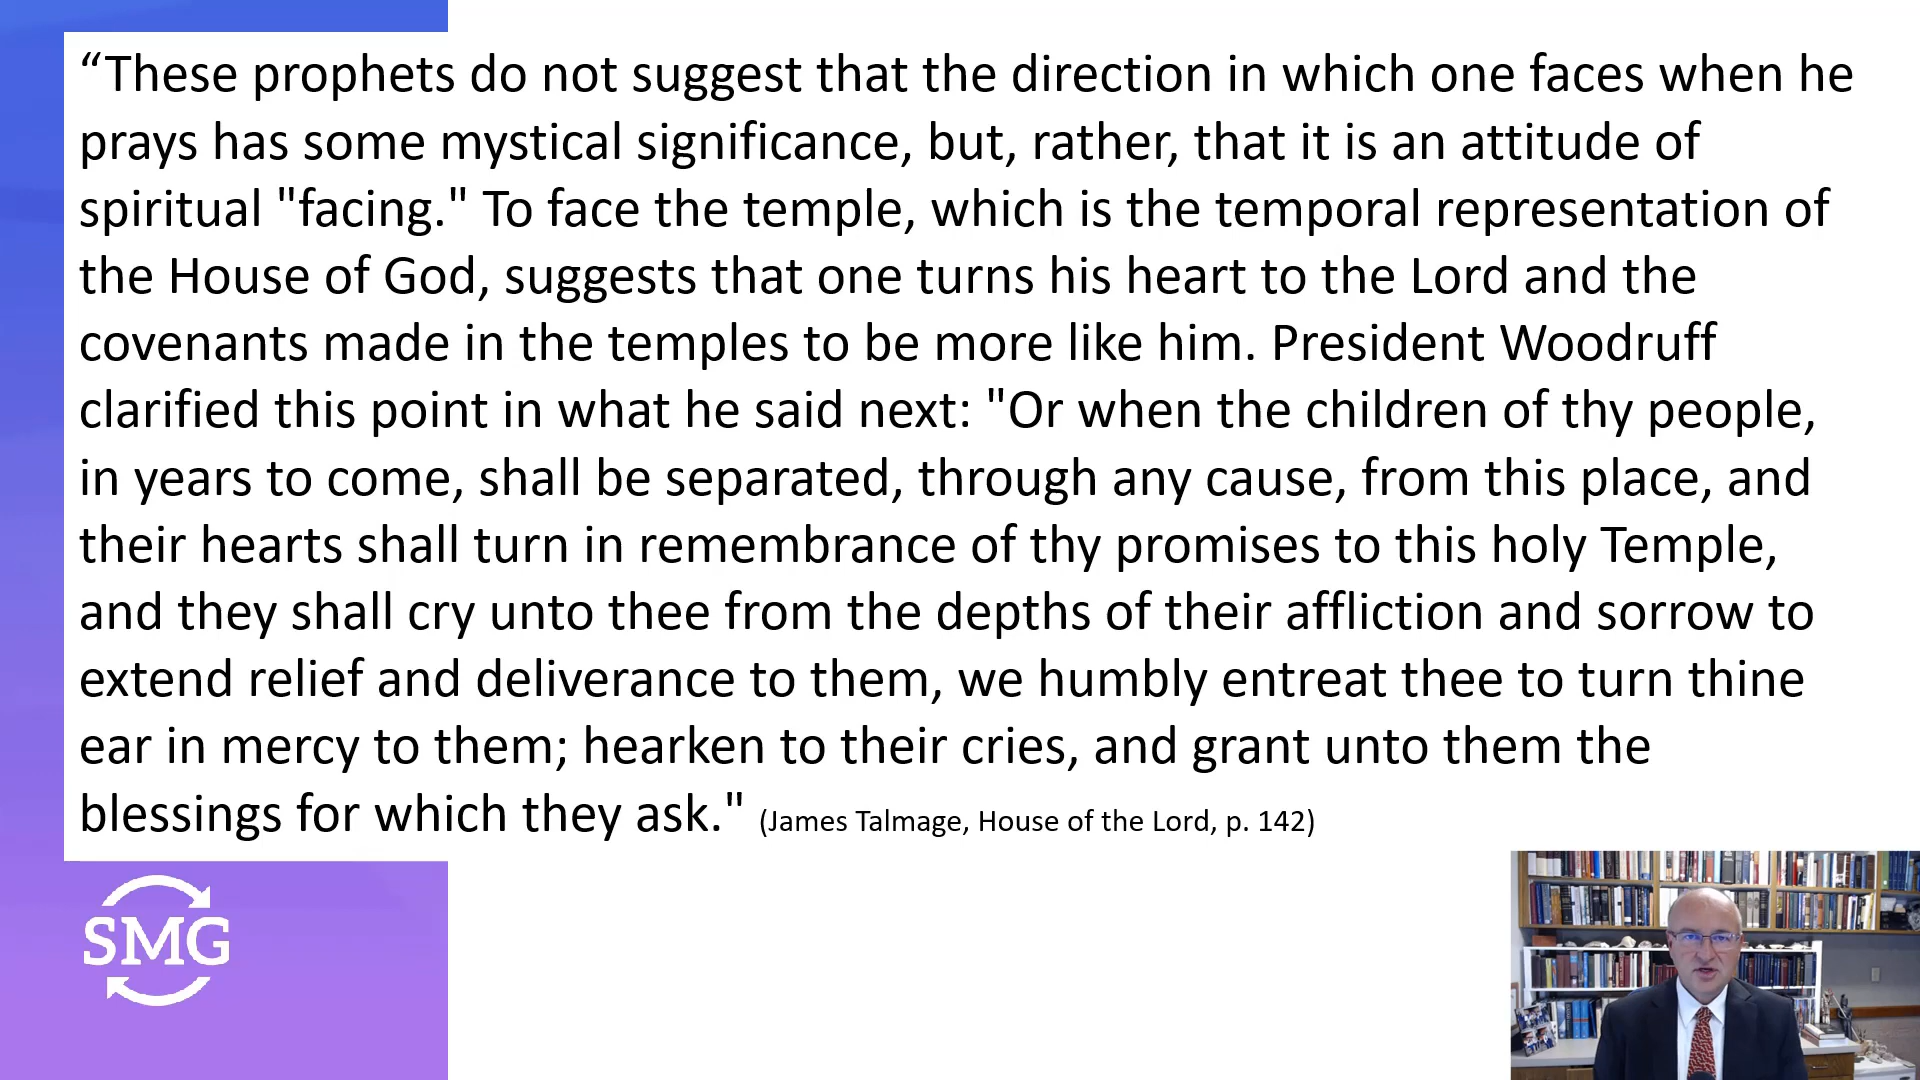 “These prophets do not suggest that the direction in which one faces when he
prays has some mystical significance, but, rather, that it is an attitude of
spiritual "facing." To face the temple, which is the temporal representation of
the House of God, suggests that one turns his heart to the Lord and the
covenants made in the temples to be more like him. President Woodruff
clarified this point in what he said next: "Or when the children of thy people,
in years to come, shall be separated, through any cause, from this place, and
their hearts shall turn in remembrance of thy promises to this holy Temple,
and they shall cry unto thee from the depths of their affliction and sorrow to
extend relief and deliverance to them, we humbly entreat thee to turn thine
ear in mercy to them; hearken to their cries, and grant unto them the
blessings for which they ask." (James Talmage, House of the Lord, p. 142)
SMG